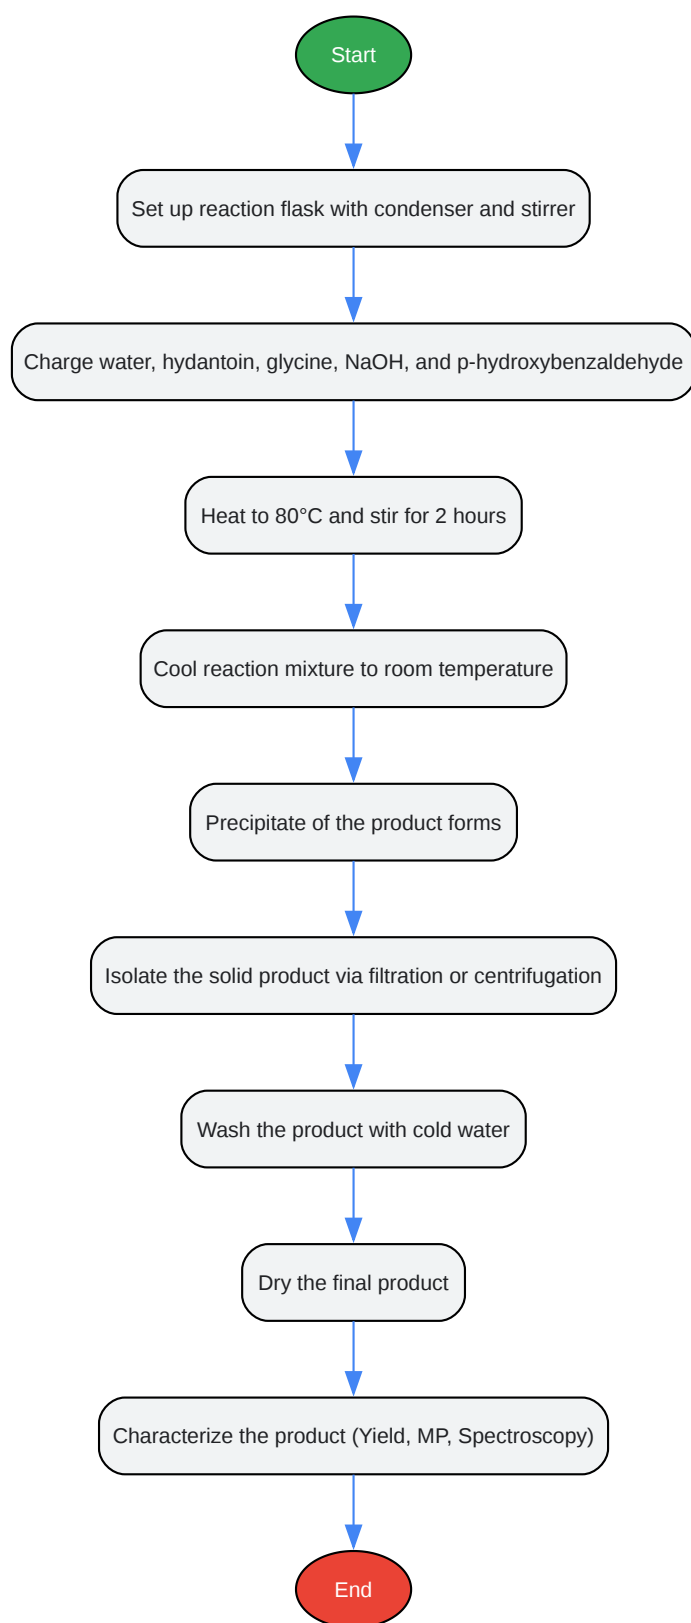 Start
Set up reaction flask with condenser and stirrer
Charge water, hydantoin, glycine, NaOH, and p-hydroxybenzaldehyde
Heat to 80°C and stir for 2 hours
Cool reaction mixture to room temperature
Precipitate of the product forms
Isolate the solid product via filtration or centrifugation
Wash the product with cold water
Dry the final product
Characterize the product (Yield, MP, Spectroscopy)
End